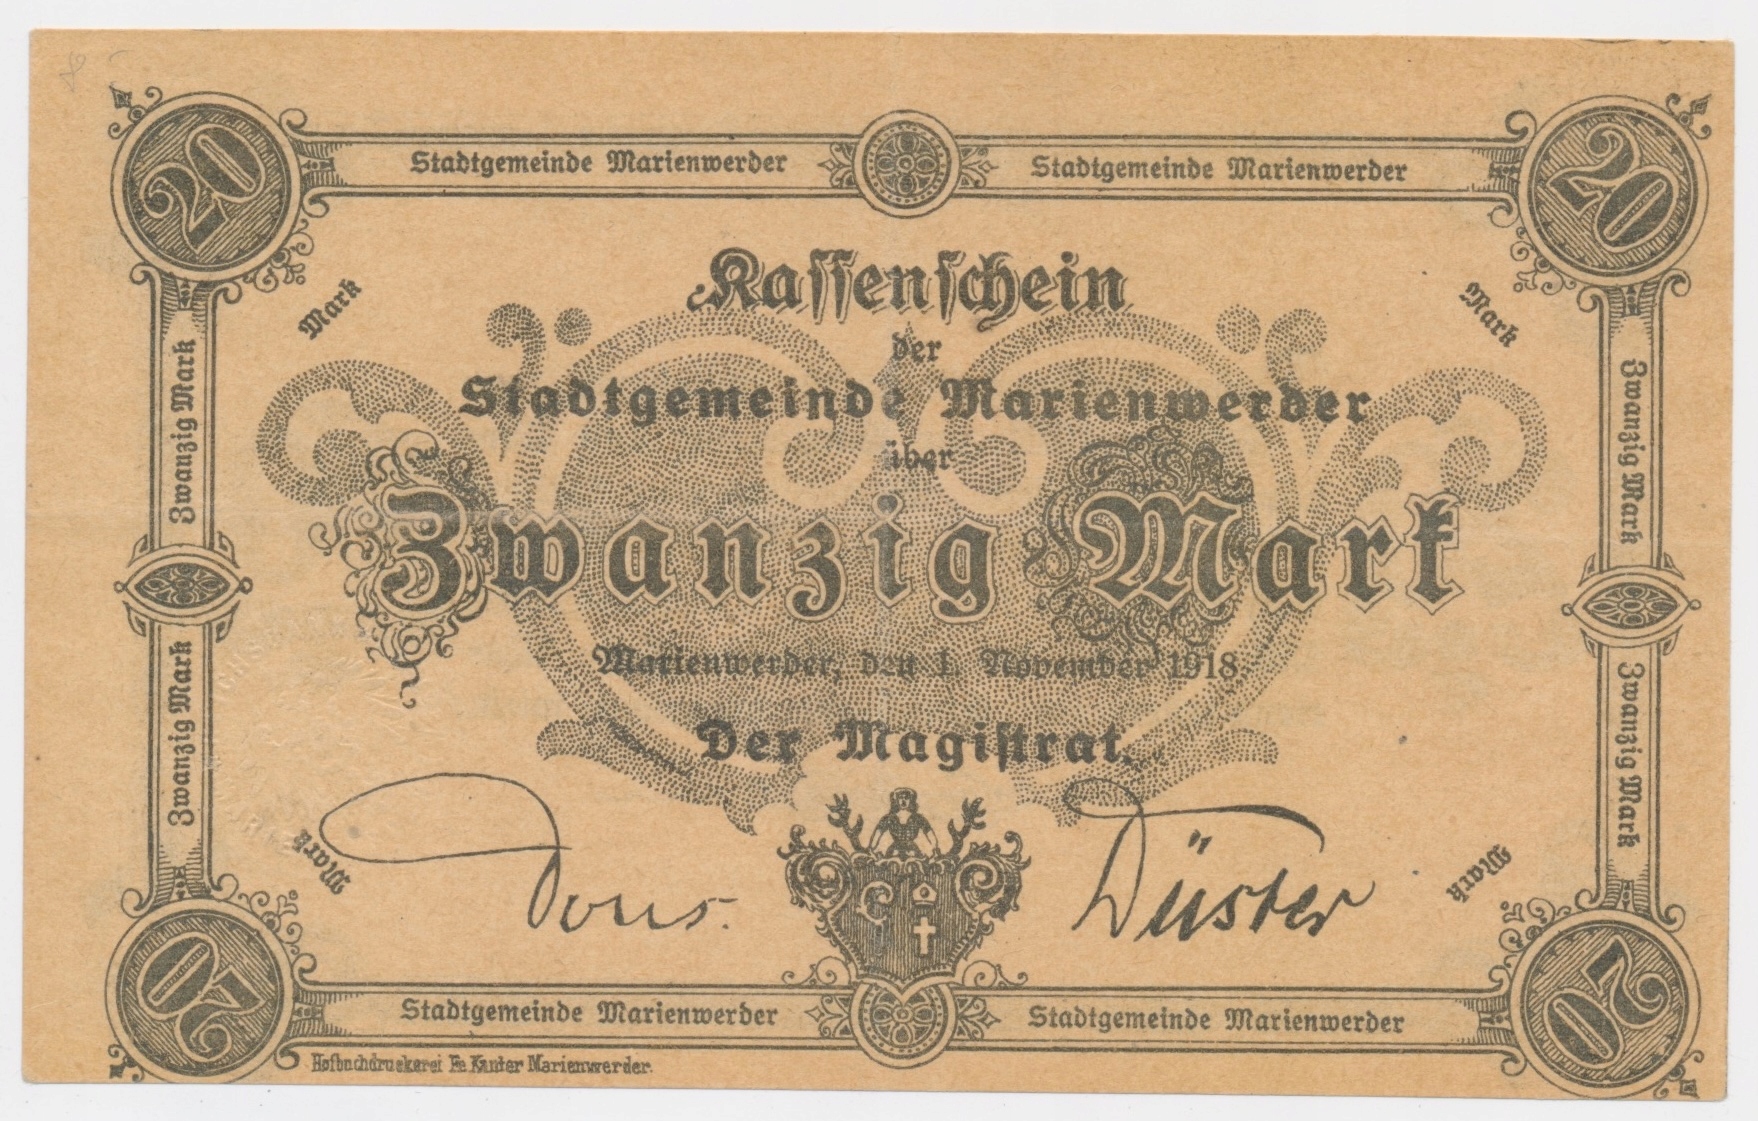 20
Stadtgemeinde Marienwerder
Stadtgemeinde Marienwerder
20
Mark
Mark
Kassenschein
der
Stadtgemeinde Marienwerder
über
Zwanzig Mark
Zwanzig Mark
Zwanzig Mark
Marienwerder, den 1. November 1918.
Zwanzig Mark
Zwanzig Mark
Der Magistrat.
Mark
Mark
Düster
20
Stadtgemeinde Marienwerder
Stadtgemeinde Marienwerder
20
Hofbuchdruckerei Fr. Kanter Marienwerder.